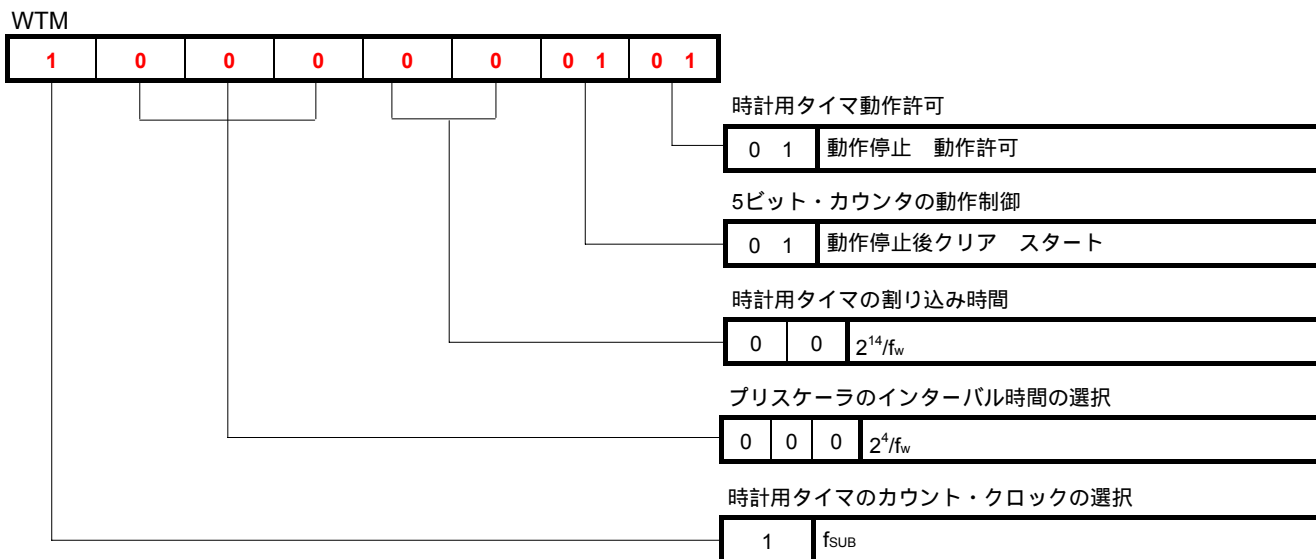 WTM
1 0 0 0 0 0 0 1 0 1
時計用タイマ動作許可
0 1 動作停止 動作許可
5ビット・カウンタの動作制御
0 1 動作停止後クリア スタート
時計用タイマの割り込み時間
0 0 2¹⁴/fw
プリスケーラのインターバル時間の選択
0 0 0 2⁴/fw
時計用タイマのカウント・クロックの選択
1 fSUB